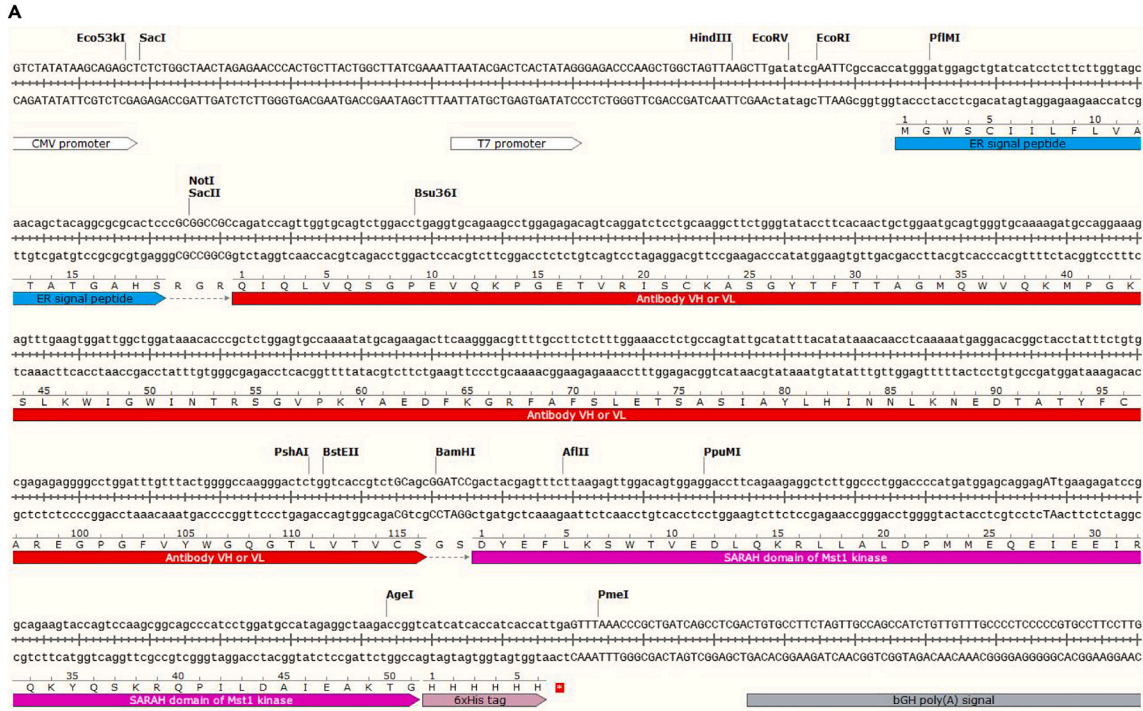 A
Eco53kI SacI HindIII EcoRV EcoRI PflMI
GTCTATATAAGCAGAGCTCTCTGGCTAACTAGAGAACCCACTGCTTACTGGCTTATCGAAATTAATACGACTCACTATAGGGAGACCCAAGCTGGCTAGTTAAGCTTgatatcgAATTCgccaccatgggatggagctgtatcatcctcttcttggtagc
CAGATATATTCGTCTCGAGAGACCGATTGATCTCTTGGGTGACGAATGACCGAATAGCTTTAATTATGCTGAGTGATATCCCTCTGGGTTCGACCGATCAATTCGAActatagcTTAAGcggtggtaccctacctcgacatagtaggagaagaaccatcg
1 5 10
M G W S C I I L F L V A
CMV promoter T7 promoter ER signal peptide
NotI
SacII Bsu36I
aacagctacaggcgcgcactcccGCGGCCGCcagatccagttggtgcagtctggacctgaggtgcagaagcctggagagacagtcaggatctcctgcaaggcttctgggtataccttcacaactgctggaatgcagtgggtgcaaaagatgccaggaaag
ttgtcgatgtccgcgcgtgagggCGCCGGCGgtctaggtcaaccacgtcagacctggactccacgtcttcggacctctctgtcagtcctagaggacgttccgaagacccatatggaagtgttgacgaccttacgtcacccacgttttctacggtcctttc
15 1 5 10 15 20 25 30 35 40
T A T G A H S R G R Q I Q L V Q S G P E V Q K P G E T V R I S C K A S G Y T F T T A G M Q W V Q K M P G K
ER signal peptide Antibody VH or VL
agtttgaagtggattggctggataaacacccgctctggagtgccaaaatatgcagaagacttcaagggacgttttgccttctctttggaaacctctgccagtattgcatatttacatataaacaacctcaaaaatgaggacacggctacctatttctgtg
tcaaacttcacctaaccgacctatttgtgggcgagacctcacggttttatacgtcttctgaagttccctgcaaaacggaagagaaacctttggagacggtcataacgtataaatgtatatttgttggagtttttactcctgtgccgatggataaagacac
45 50 55 60 65 70 75 80 85 90 95
S L K W I G W I N T R S G V P K Y A E D F K G R F A F S L E T S A S I A Y L H I N N L K N E D T A T Y F C
Antibody VH or VL
PshAI BstEII BamHI AflII PpuMI
cgagagaggggcctggatttgtttactggggccaagggactctggtcaccgtctGCagcGGATCCgactacgagtttcttaagagttggacagtggaggaccttcagaagaggctcttggccctggaccccatgatggagcaggagATtgaagagatccg
gctctctccccggacctaaacaaatgaccccggttccctgagaccagtggcagaCGtcgCCTAGGctgatgctcaaagaattctcaacctgtcacctcctggaagtcttctccgagaaccgggacctggggtactacctcgtcctcTAacttctctaggc
100 105 110 115 1 5 10 15 20 25 30
A R E G P G F V Y W G Q G T L V T V C S G S D Y E F L K S W T V E D L Q K R L L A L D P M M E Q E I E E I R
Antibody VH or VL SARAH domain of Mst1 kinase
AgeI PmeI
gcagaagtaccagtccaagcggcagcccatcctggatgccatagaggctaagaccggtcatcatcaccatcaccattgaGTTTAAACCCGCTGATCAGCCTCGACTGTGCCTTCTAGTTGCCAGCCATCTGTTGTTTGCCCCTCCCCCGTGCCTTCCTTG
cgtcttcatggtcaggttcgccgtcgggtaggacctacggtatctccgattctggccagtagtagtggtagtggtaactCAAATTTGGGCGACTAGTCGGAGCTGACACGGAAGATCAACGGTCGGTAGACAACAAACGGGGAGGGGGCACGGAAGGAAC
35 40 45 50 1 5
Q K Y Q S K R Q P I L D A I E A K T G H H H H H H *
SARAH domain of Mst1 kinase 6xHis tag bGH poly(A) signal